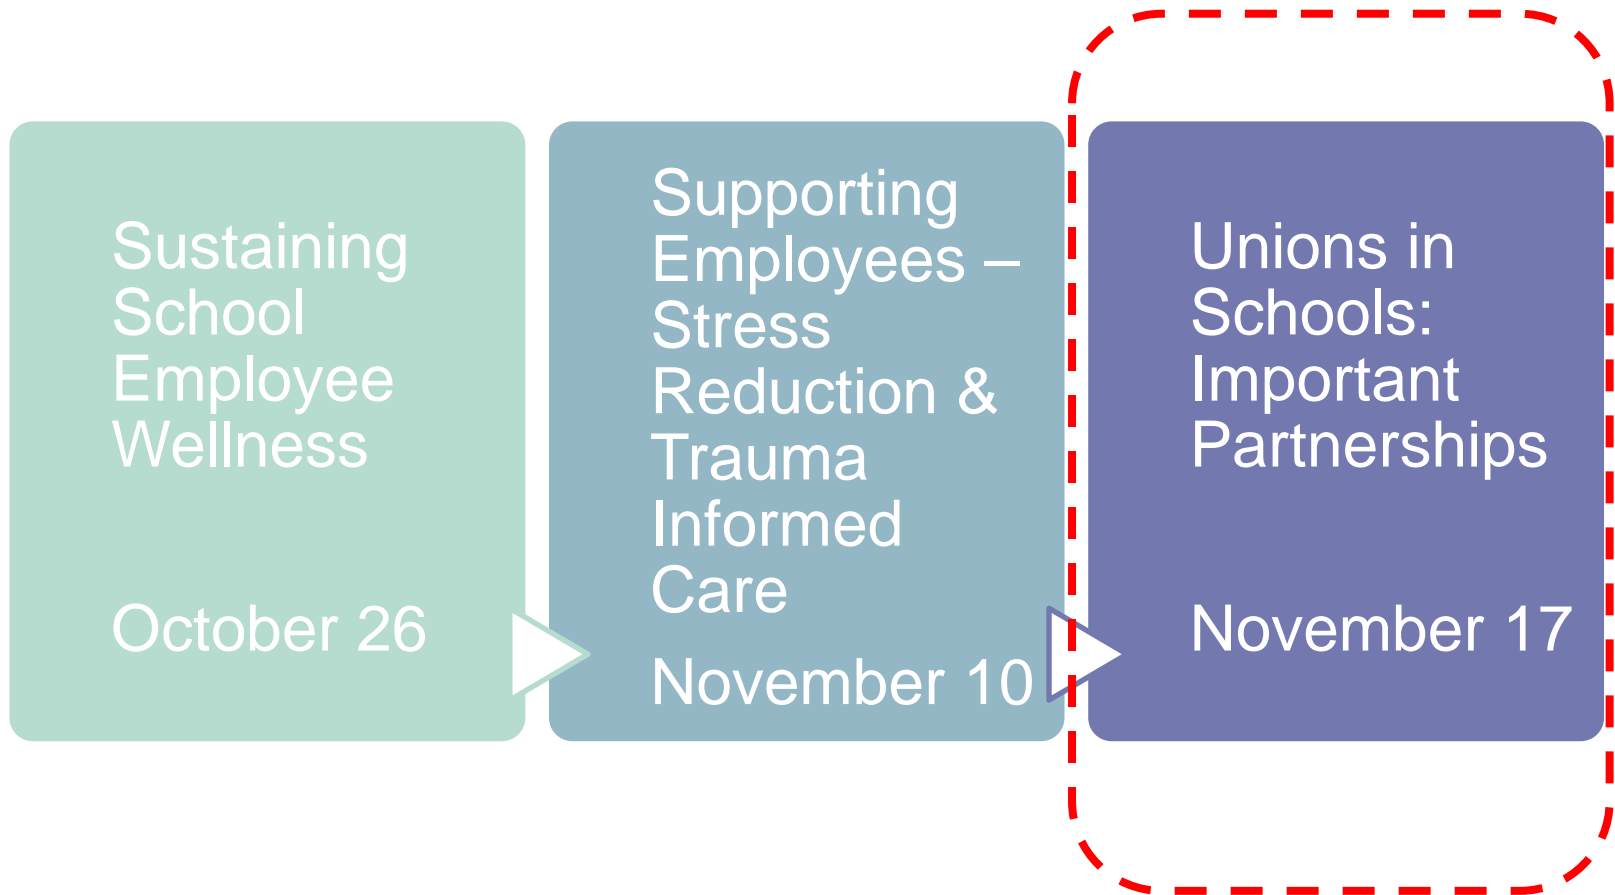 Sustaining
School
Employee
Wellness
October 26
Supporting
Employees –
Stress
Reduction &
Trauma
Informed
Care
November 10
Unions in
Schools:
Important
Partnerships
November 17